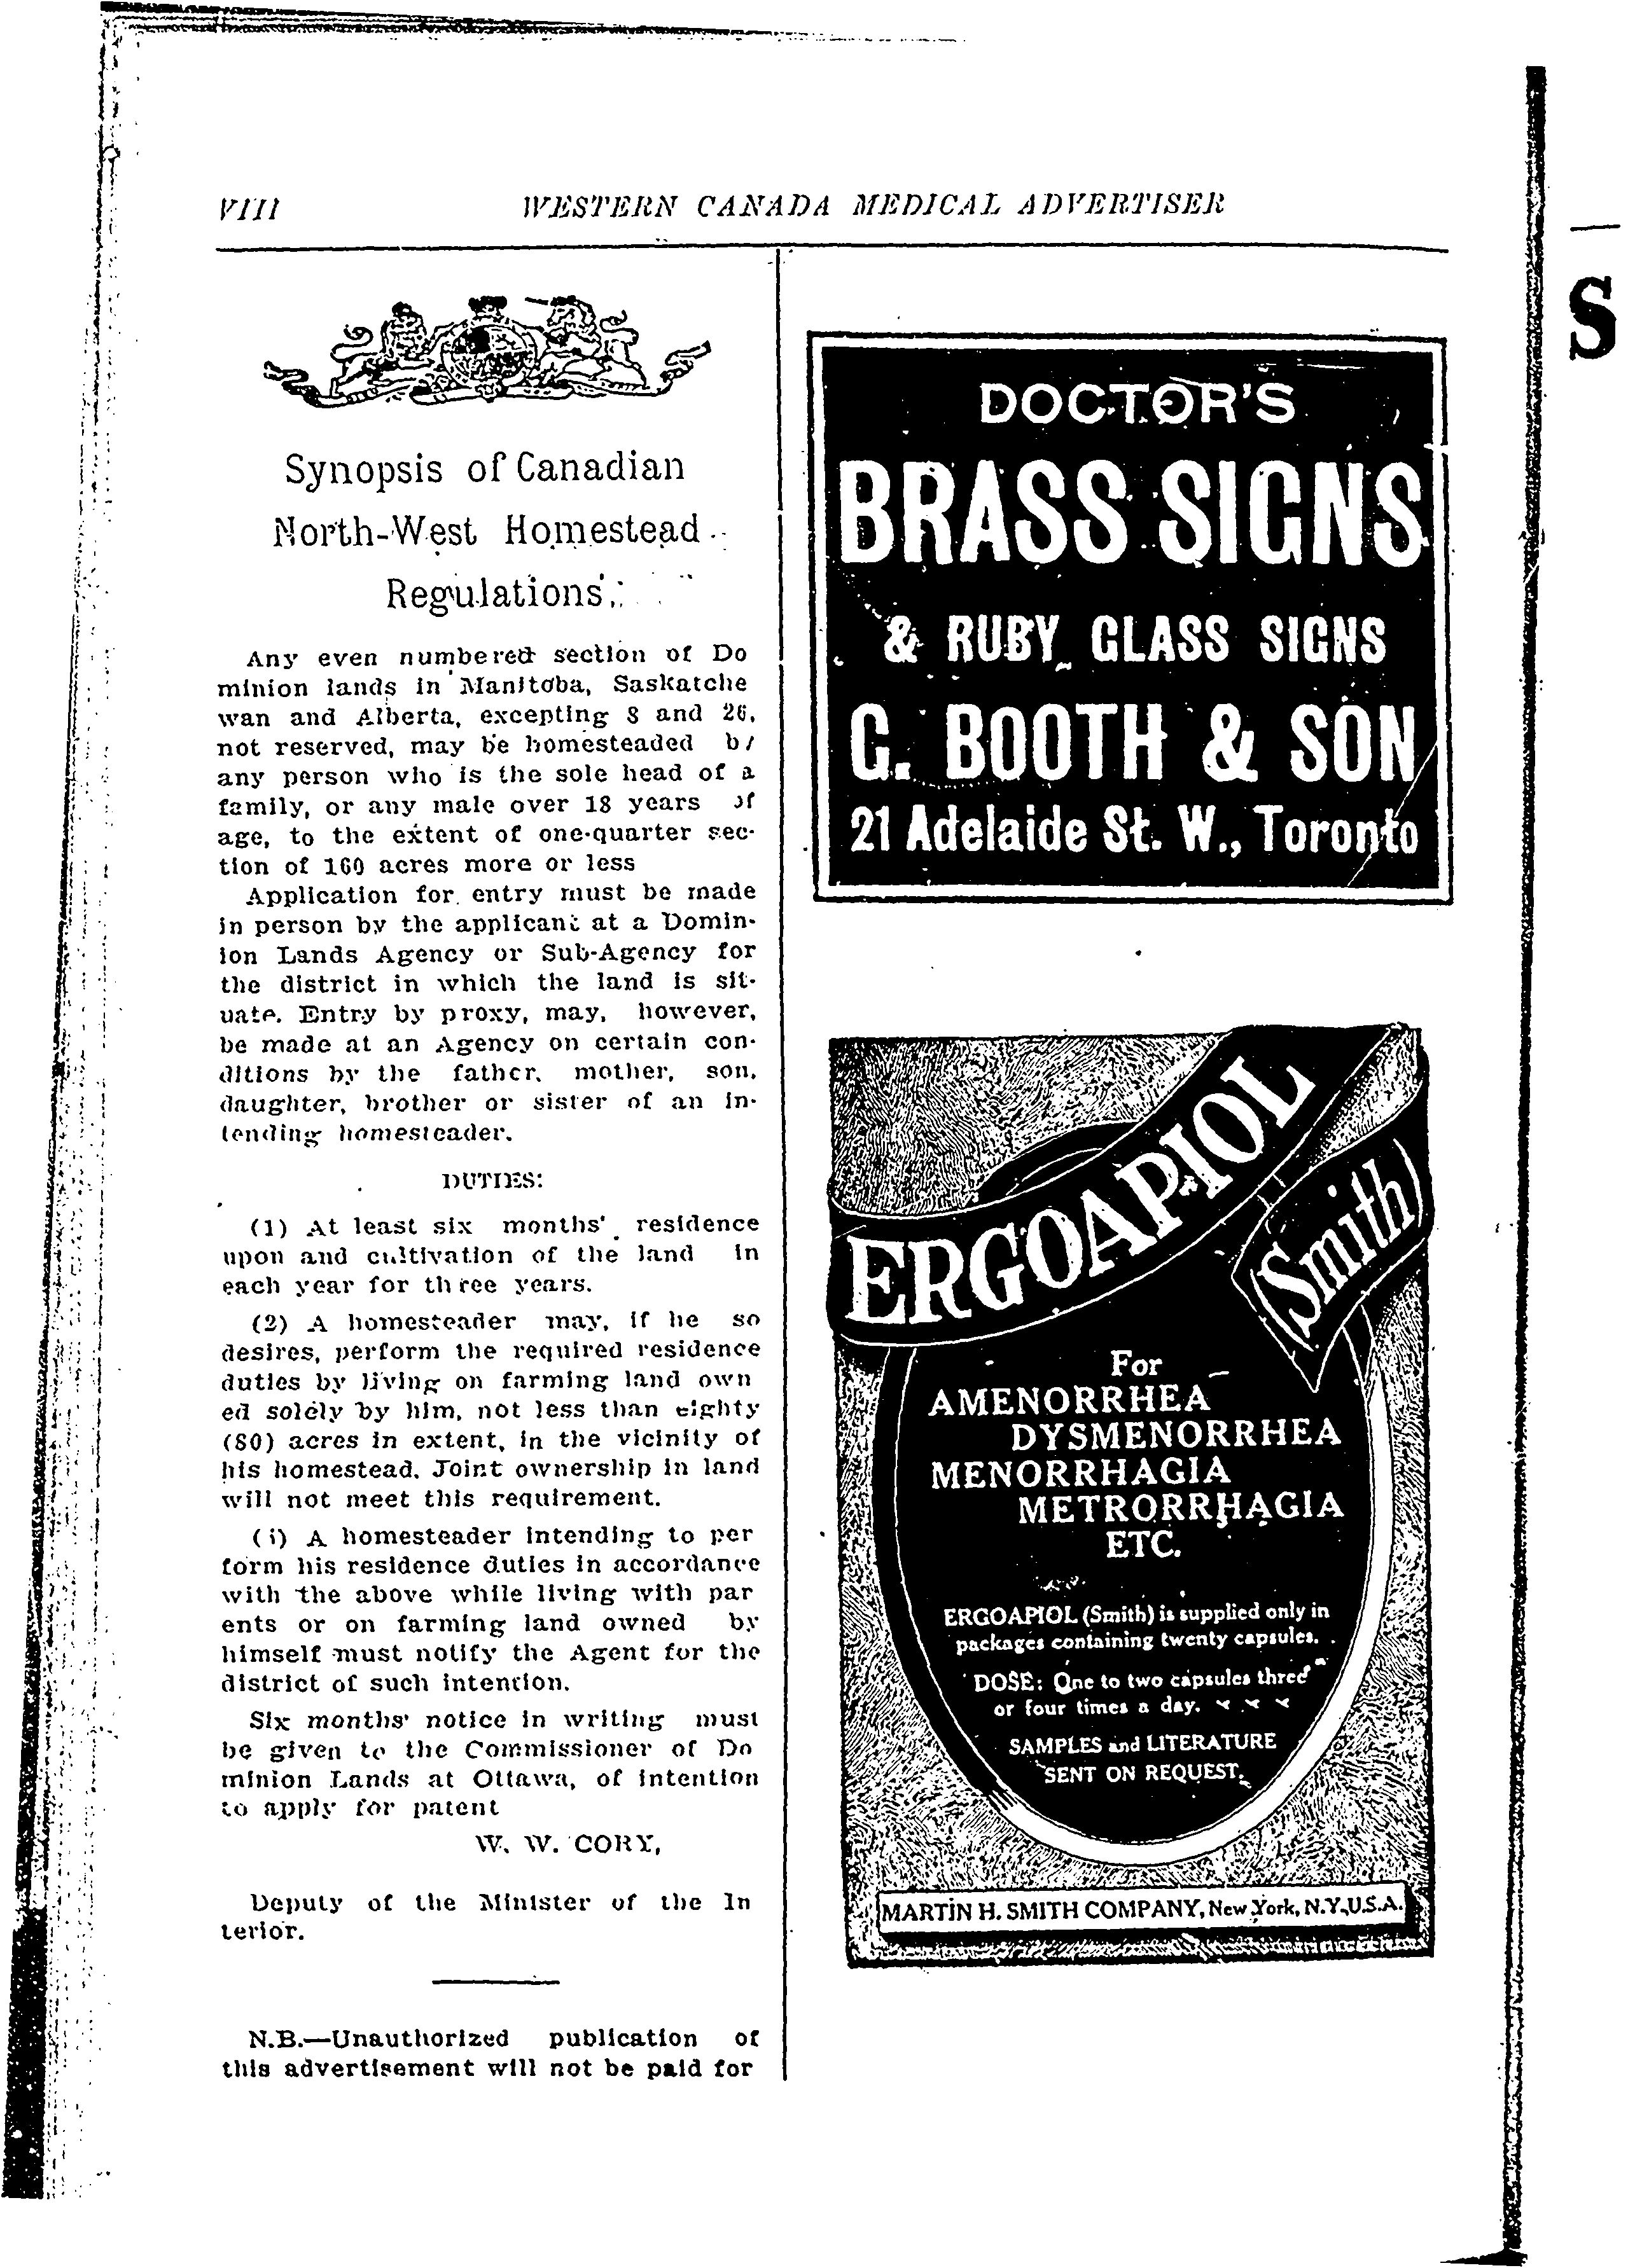 VIII WESTERN CANADA MEDICAL ADVERTISER
Synopsis of Canadian
North-West Homestead
Regulations
Any even numbered section of Do
minion lands in Manitoba, Saskatche
wan and Alberta, excepting 8 and 26,
not reserved, may be homesteaded by
any person who is the sole head of a
family, or any male over 18 years of
age, to the extent of one-quarter sec-
tion of 160 acres more or less
Application for entry must be made
in person by the applicant at a Domin-
ion Lands Agency or Sub-Agency for
the district in which the land is sit-
uate. Entry by proxy, may, however,
be made at an Agency on certain con-
ditions by the father, mother, son,
daughter, brother or sister of an in-
tending homesteader.
DUTIES:
(1) At least six months' residence
upon and cultivation of the land in
each year for three years.
(2) A homesteader may, if he so
desires, perform the required residence
duties by living on farming land own
ed solely by him, not less than eighty
(80) acres in extent, in the vicinity of
his homestead. Joint ownership in land
will not meet this requirement.
(i) A homesteader intending to per
form his residence duties in accordance
with the above while living with par
ents or on farming land owned by
himself must notify the Agent for the
district of such intention.
Six months' notice in writing must
be given to the Commissioner of Do
minion Lands at Ottawa, of intention
to apply for patent
W. W. CORY,
Deputy of the Minister of the In
terior.
N.B.—Unauthorized publication of
this advertisement will not be paid for
DOCTOR'S
BRASS SIGNS
& RUBY GLASS SIGNS
G. BOOTH & SON
21 Adelaide St. W., Toronto
ERGOAPIOL
(Smith)
For
AMENORRHEA
DYSMENORRHEA
MENORRHAGIA
METRORRHAGIA
ETC.
ERGOAPIOL (Smith) is supplied only in
packages containing twenty capsules.
DOSE: One to two capsules three
or four times a day.
SAMPLES and LITERATURE
SENT ON REQUEST.
MARTIN H. SMITH COMPANY, New York, N.Y., U.S.A.
S